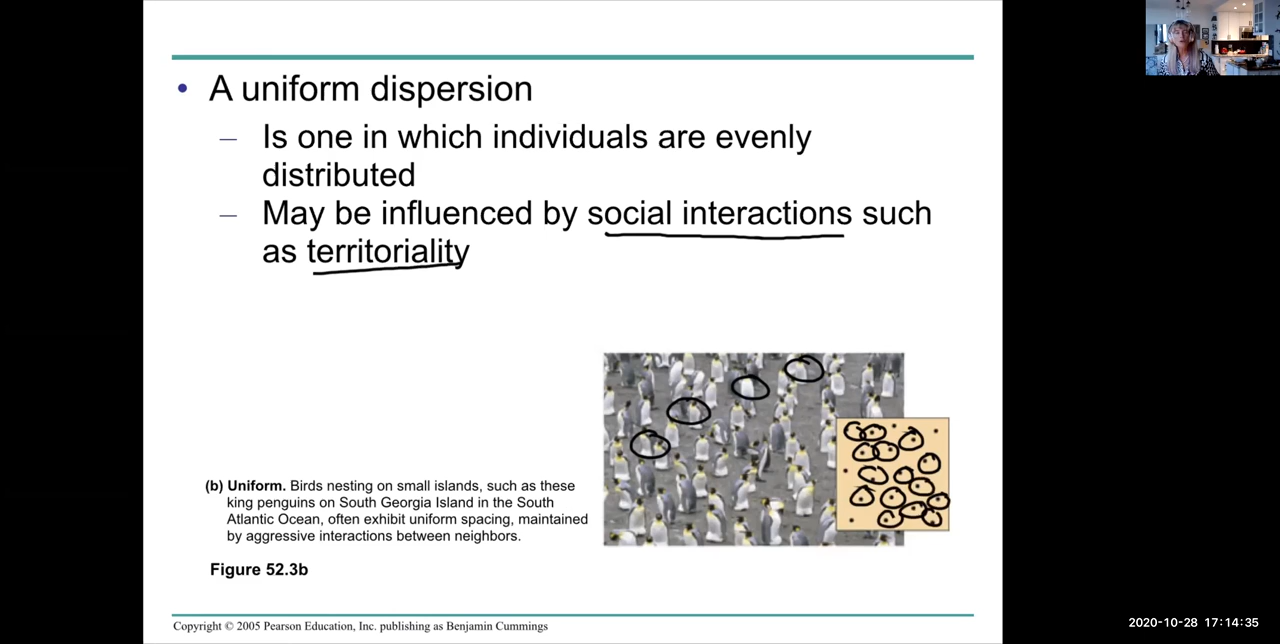 • A uniform dispersion
– Is one in which individuals are evenly
distributed
– May be influenced by social interactions such
as territoriality
(b) Uniform. Birds nesting on small islands, such as these
king penguins on South Georgia Island in the South
Atlantic Ocean, often exhibit uniform spacing, maintained
by aggressive interactions between neighbors.
Figure 52.3b
Copyright © 2005 Pearson Education, Inc. publishing as Benjamin Cummings
2020-10-28 17:14:35